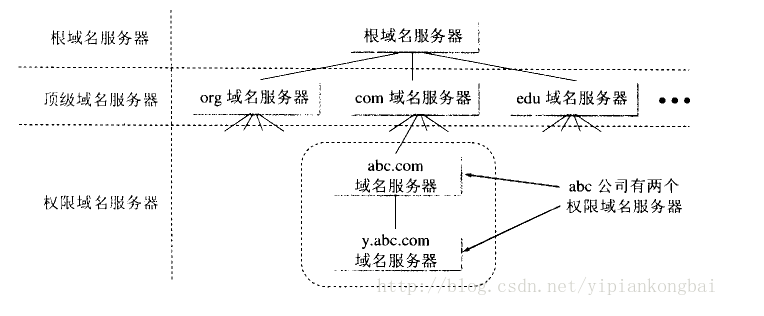 根域名服务器
根域名服务器
顶级域名服务器
org 域名服务器
com 域名服务器
edu 域名服务器
•••
权限域名服务器
abc.com
域名服务器
y.abc.com
域名服务器
abc 公司有两个
权限域名服务器
http://blog.csdn.net/yipiankongbai